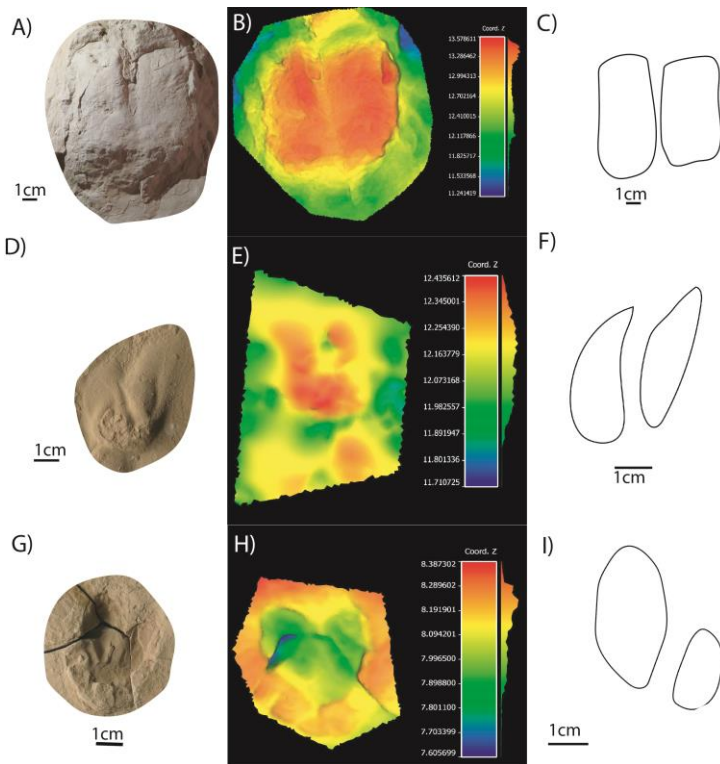 A)
1cm
B)
Coord. Z
13.578611
13.286462
12.994313
12.702164
12.410015
12.117866
11.825717
11.533568
11.241419
C)
1cm
D)
1cm
E)
Coord. Z
12.435612
12.345001
12.254390
12.163779
12.073168
11.982557
11.891947
11.801336
11.710725
F)
1cm
G)
1cm
H)
Coord. Z
8.387302
8.289602
8.191901
8.094201
7.996500
7.898800
7.801100
7.703399
7.605699
I)
1cm